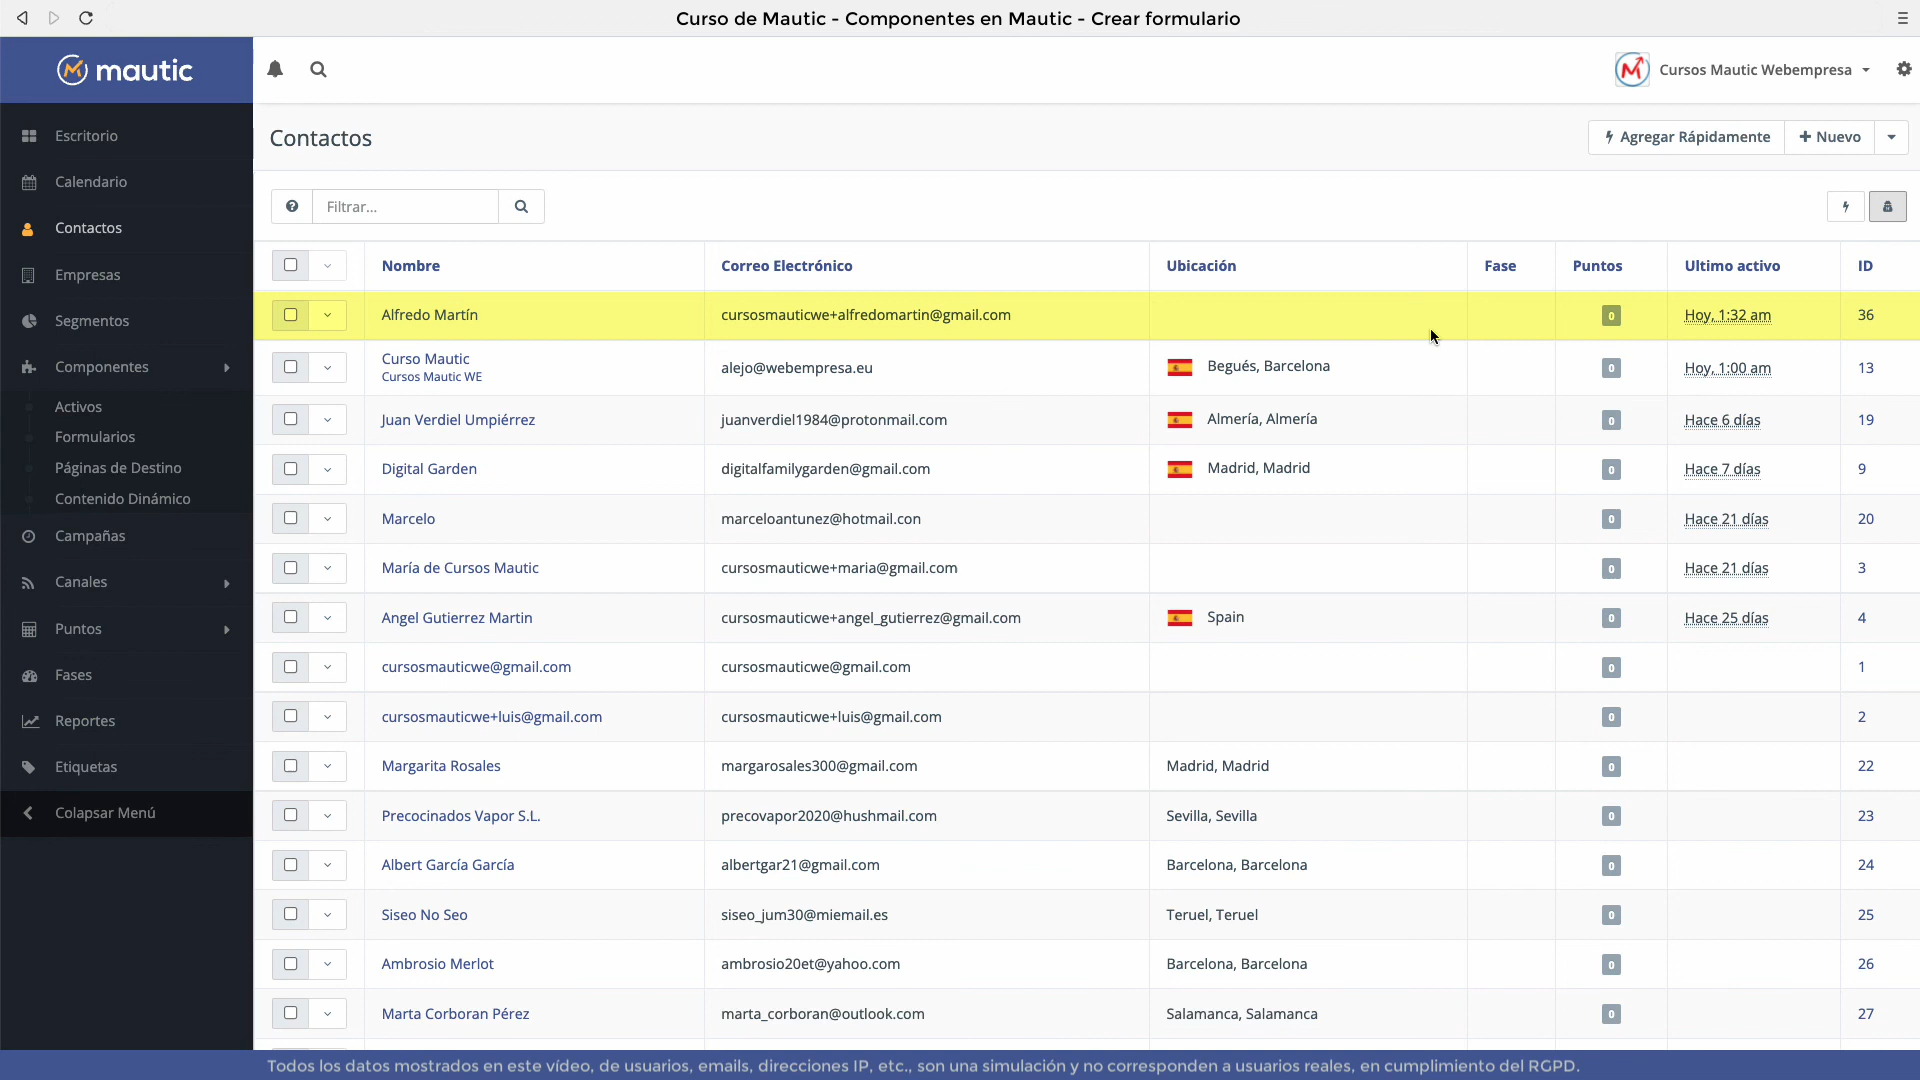 Curso de Mautic - Componentes en Mautic - Crear formulario
mautic
Cursos Mautic Webempresa
Escritorio
Calendario
Contactos
Empresas
Segmentos
Componentes
Activos
Formularios
Páginas de Destino
Contenido Dinámico
Campañas
Canales
Puntos
Fases
Reportes
Etiquetas
Colapsar Menú
Contactos
Agregar Rápidamente
+ Nuevo
Filtrar...
Nombre Correo Electrónico Ubicación Fase Puntos Ultimo activo ID
Alfredo Martín cursosmauticwe+alfredomartin@gmail.com 0 Hoy, 1:32 am 36
Curso Mautic
Cursos Mautic WE
alejo@webempresa.eu Begués, Barcelona 0 Hoy, 1:00 am 13
Juan Verdiel Umpiérrez juanverdiel1984@protonmail.com Almería, Almería 0 Hace 6 días 19
Digital Garden digitalfamilygarden@gmail.com Madrid, Madrid 0 Hace 7 días 9
Marcelo marceloantunez@hotmail.con 0 Hace 21 días 20
María de Cursos Mautic cursosmauticwe+maria@gmail.com 0 Hace 21 días 3
Angel Gutierrez Martin cursosmauticwe+angel_gutierrez@gmail.com Spain 0 Hace 25 días 4
cursosmauticwe@gmail.com cursosmauticwe@gmail.com 0 1
cursosmauticwe+luis@gmail.com cursosmauticwe+luis@gmail.com 0 2
Margarita Rosales margarosales300@gmail.com Madrid, Madrid 0 22
Precocinados Vapor S.L. precovapor2020@hushmail.com Sevilla, Sevilla 0 23
Albert García García albertgar21@gmail.com Barcelona, Barcelona 0 24
Siseo No Seo siseo_jum30@miemail.es Teruel, Teruel 0 25
Ambrosio Merlot ambrosio20et@yahoo.com Barcelona, Barcelona 0 26
Marta Corboran Pérez marta_corboran@outlook.com Salamanca, Salamanca 0 27
Todos los datos mostrados en este vídeo, de usuarios, emails, direcciones IP, etc., son una simulación y no corresponden a usuarios reales, en cumplimiento del RGPD.